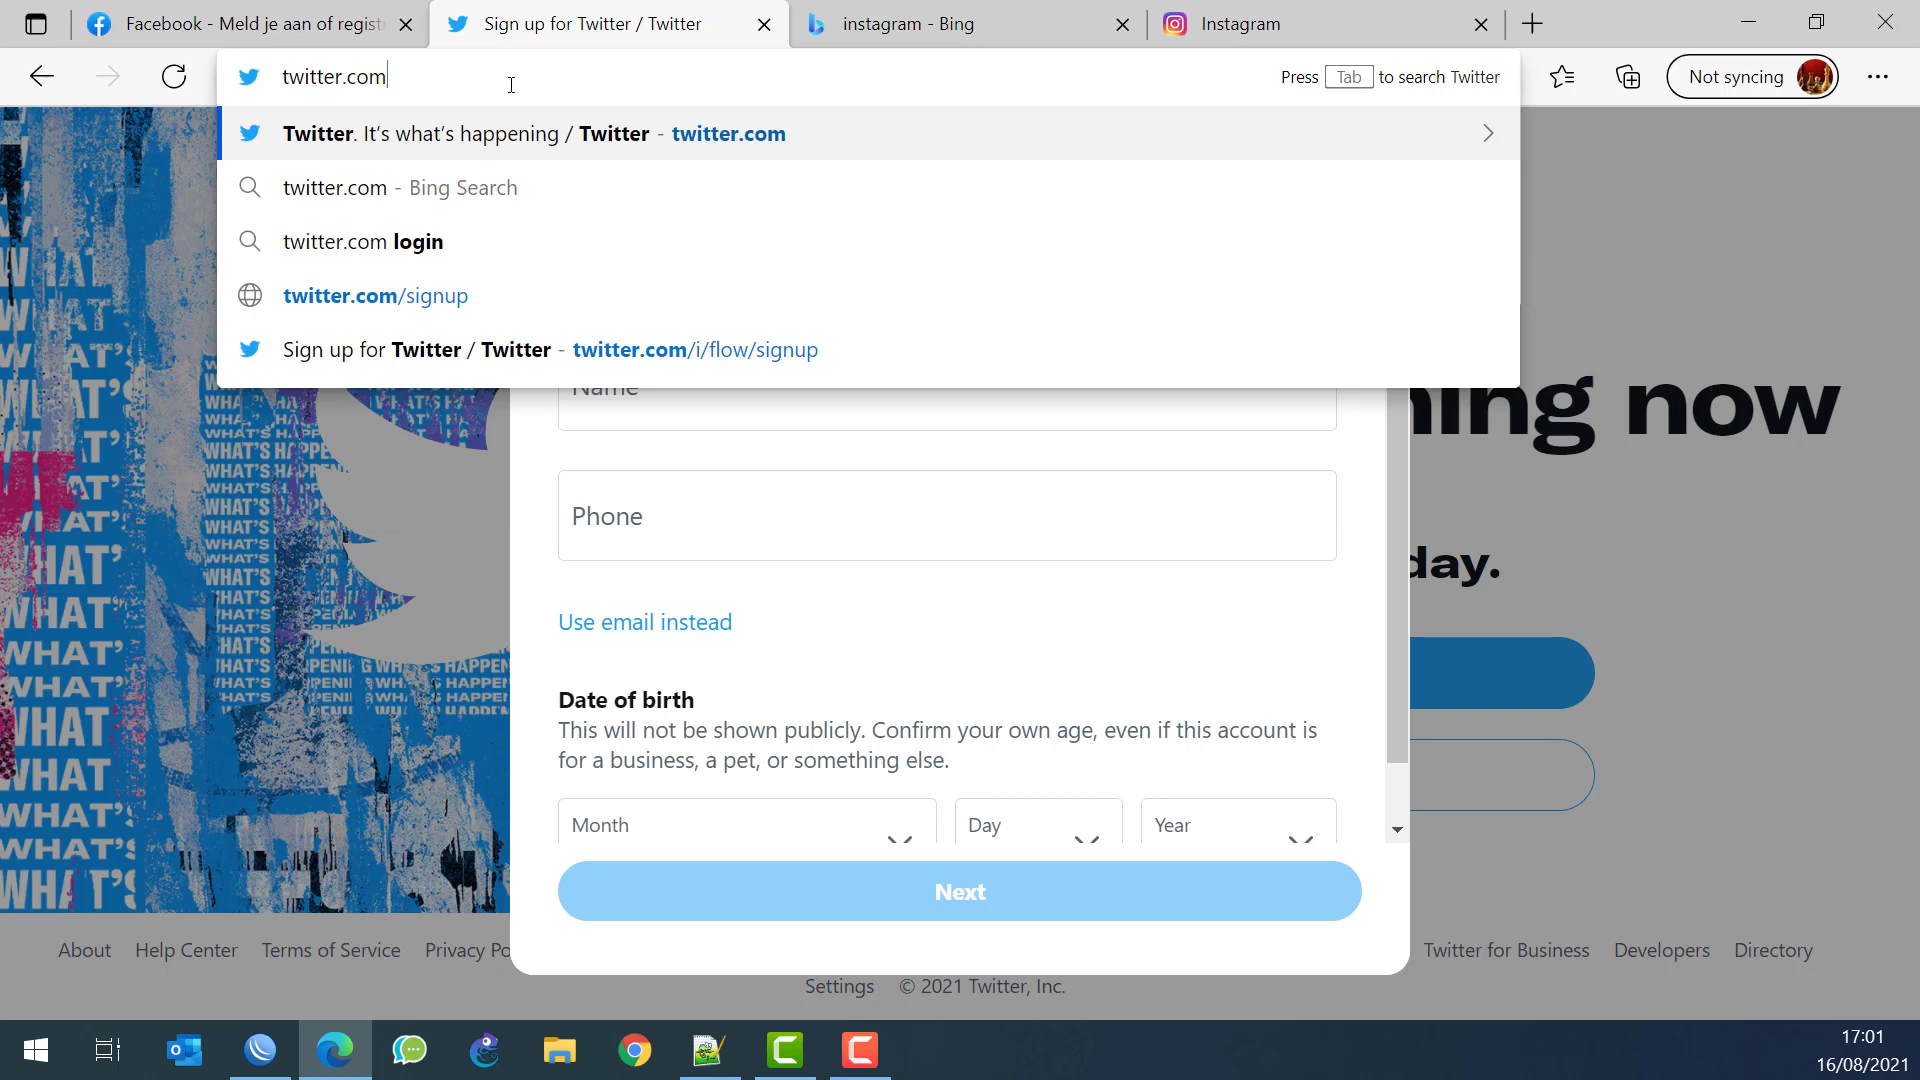 Facebook - Meld je aan of regist
Sign up for Twitter / Twitter
instagram - Bing
Instagram
twitter.com
Press Tab to search Twitter
Not syncing
Twitter. It's what's happening / Twitter - twitter.com
twitter.com - Bing Search
twitter.com login
twitter.com/signup
Sign up for Twitter / Twitter - twitter.com/i/flow/signup
Name
ning now
Phone
day.
Use email instead
Date of birth
This will not be shown publicly. Confirm your own age, even if this account is
for a business, a pet, or something else.
Month
Day
Year
Next
About
Help Center
Terms of Service
Privacy Po
Twitter for Business
Developers
Directory
Settings
© 2021 Twitter, Inc.
17:01
16/08/2021